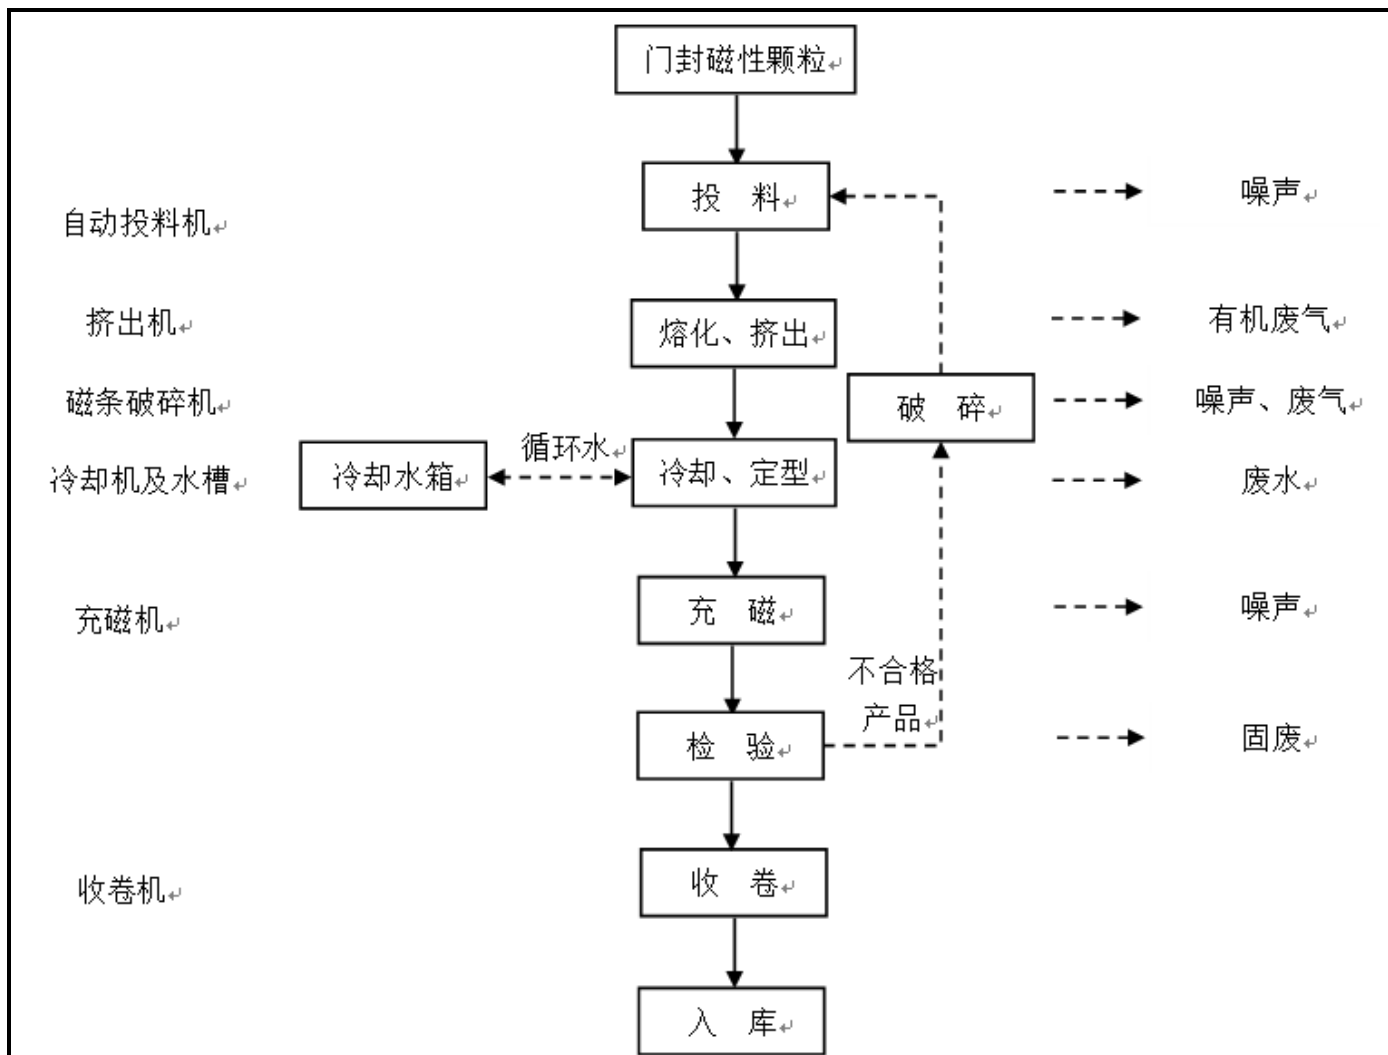 门封磁性颗粒
投 料
噪声
自动投料机
挤出机
熔化、挤出
有机废气
磁条破碎机
破 碎
噪声、废气
循环水
冷却机及水槽
冷却水箱
冷却、定型
废水
充磁机
充 磁
噪声
不合格
产品
检 验
固废
收卷机
收 卷
入 库